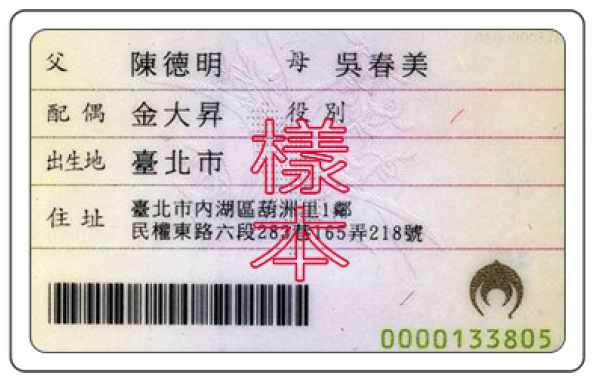 父 陳德明 母 吳春美
配偶 金大昇 役別
出生地 臺北市
住址 臺北市內湖區葫洲里1鄰
民權東路六段283巷165弄218號
樣本
0000133805